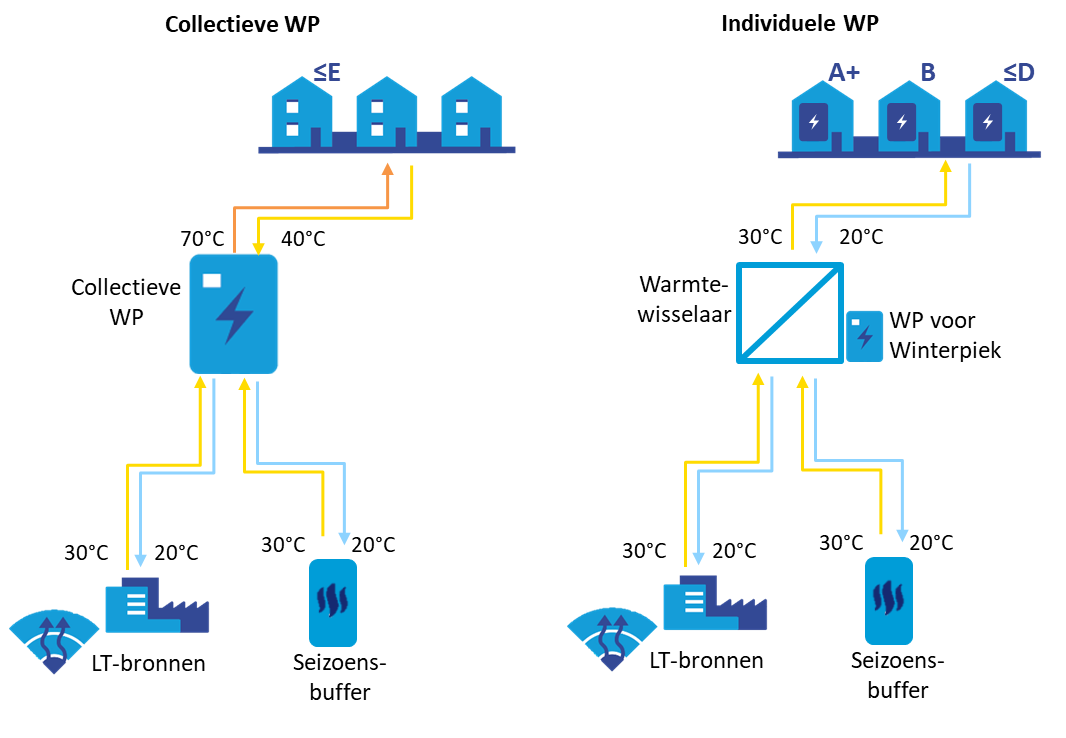 Collectieve WP
≤E
70°C
40°C
Collectieve
WP
30°C
20°C
30°C
20°C
LT-bronnen
Seizoens-
buffer
Individuele WP
A+
B
≤D
30°C
20°C
Warmte-
wisselaar
WP voor
Winterpiek
30°C
20°C
30°C
20°C
LT-bronnen
Seizoens-
buffer